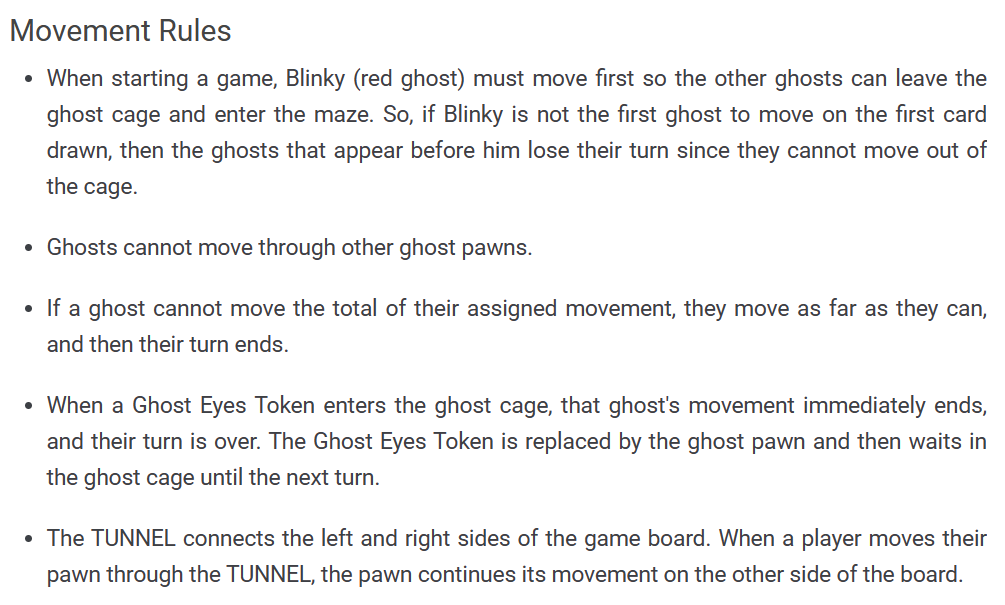 Movement Rules
• When starting a game, Blinky (red ghost) must move first so the other ghosts can leave the
ghost cage and enter the maze. So, if Blinky is not the first ghost to move on the first card
drawn, then the ghosts that appear before him lose their turn since they cannot move out of
the cage.
• Ghosts cannot move through other ghost pawns.
• If a ghost cannot move the total of their assigned movement, they move as far as they can,
and then their turn ends.
• When a Ghost Eyes Token enters the ghost cage, that ghost's movement immediately ends,
and their turn is over. The Ghost Eyes Token is replaced by the ghost pawn and then waits in
the ghost cage until the next turn.
• The TUNNEL connects the left and right sides of the game board. When a player moves their
pawn through the TUNNEL, the pawn continues its movement on the other side of the board.